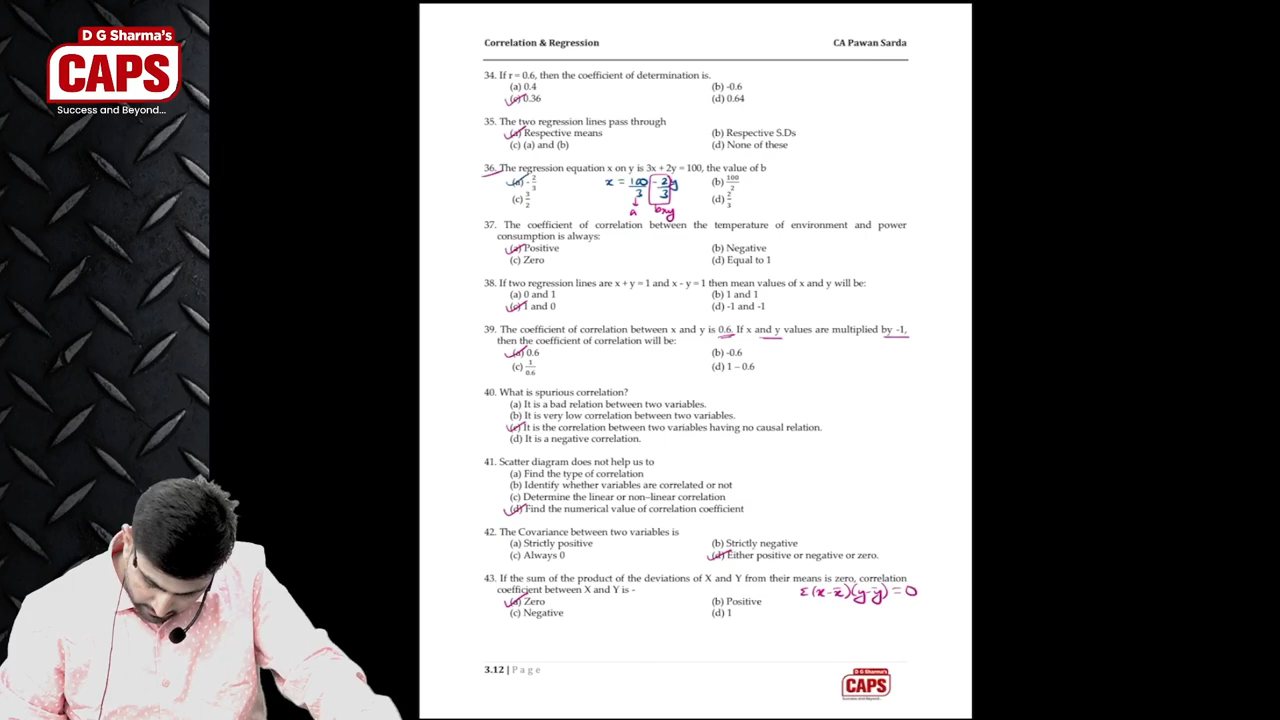 D G Sharma's
CAPS
Success and Beyond...
Correlation & Regression CA Pawan Sarda
34. If r = 0.6, then the coefficient of determination is.
(a) 0.4 (b) -0.6
(c) 0.36 (d) 0.64
35. The two regression lines pass through
(a) Respective means (b) Respective S.Ds
(c) (a) and (b) (d) None of these
36. The regression equation x on y is 3x + 2y = 100, the value of b
(a) - 2/3 x = 100/3 - 2/3 y (b) 100/2
(c) 3/2 a bxy (d) 2/3
37. The coefficient of correlation between the temperature of environment and power
consumption is always:
(a) Positive (b) Negative
(c) Zero (d) Equal to 1
38. If two regression lines are x + y = 1 and x - y = 1 then mean values of x and y will be:
(a) 0 and 1 (b) 1 and 1
(c) 1 and 0 (d) -1 and -1
39. The coefficient of correlation between x and y is 0.6. If x and y values are multiplied by -1,
then the coefficient of correlation will be:
(a) 0.6 (b) -0.6
(c) 1/0.6 (d) 1 – 0.6
40. What is spurious correlation?
(a) It is a bad relation between two variables.
(b) It is very low correlation between two variables.
(c) It is the correlation between two variables having no causal relation.
(d) It is a negative correlation.
41. Scatter diagram does not help us to
(a) Find the type of correlation
(b) Identify whether variables are correlated or not
(c) Determine the linear or non–linear correlation
(d) Find the numerical value of correlation coefficient
42. The Covariance between two variables is
(a) Strictly positive (b) Strictly negative
(c) Always 0 (d) Either positive or negative or zero.
43. If the sum of the product of the deviations of X and Y from their means is zero, correlation
coefficient between X and Y is - Σ(x-x̄)(y-ȳ) = 0
(a) Zero (b) Positive
(c) Negative (d) 1
3.12 | Page
D G Sharma's
CAPS
Success and Beyond...